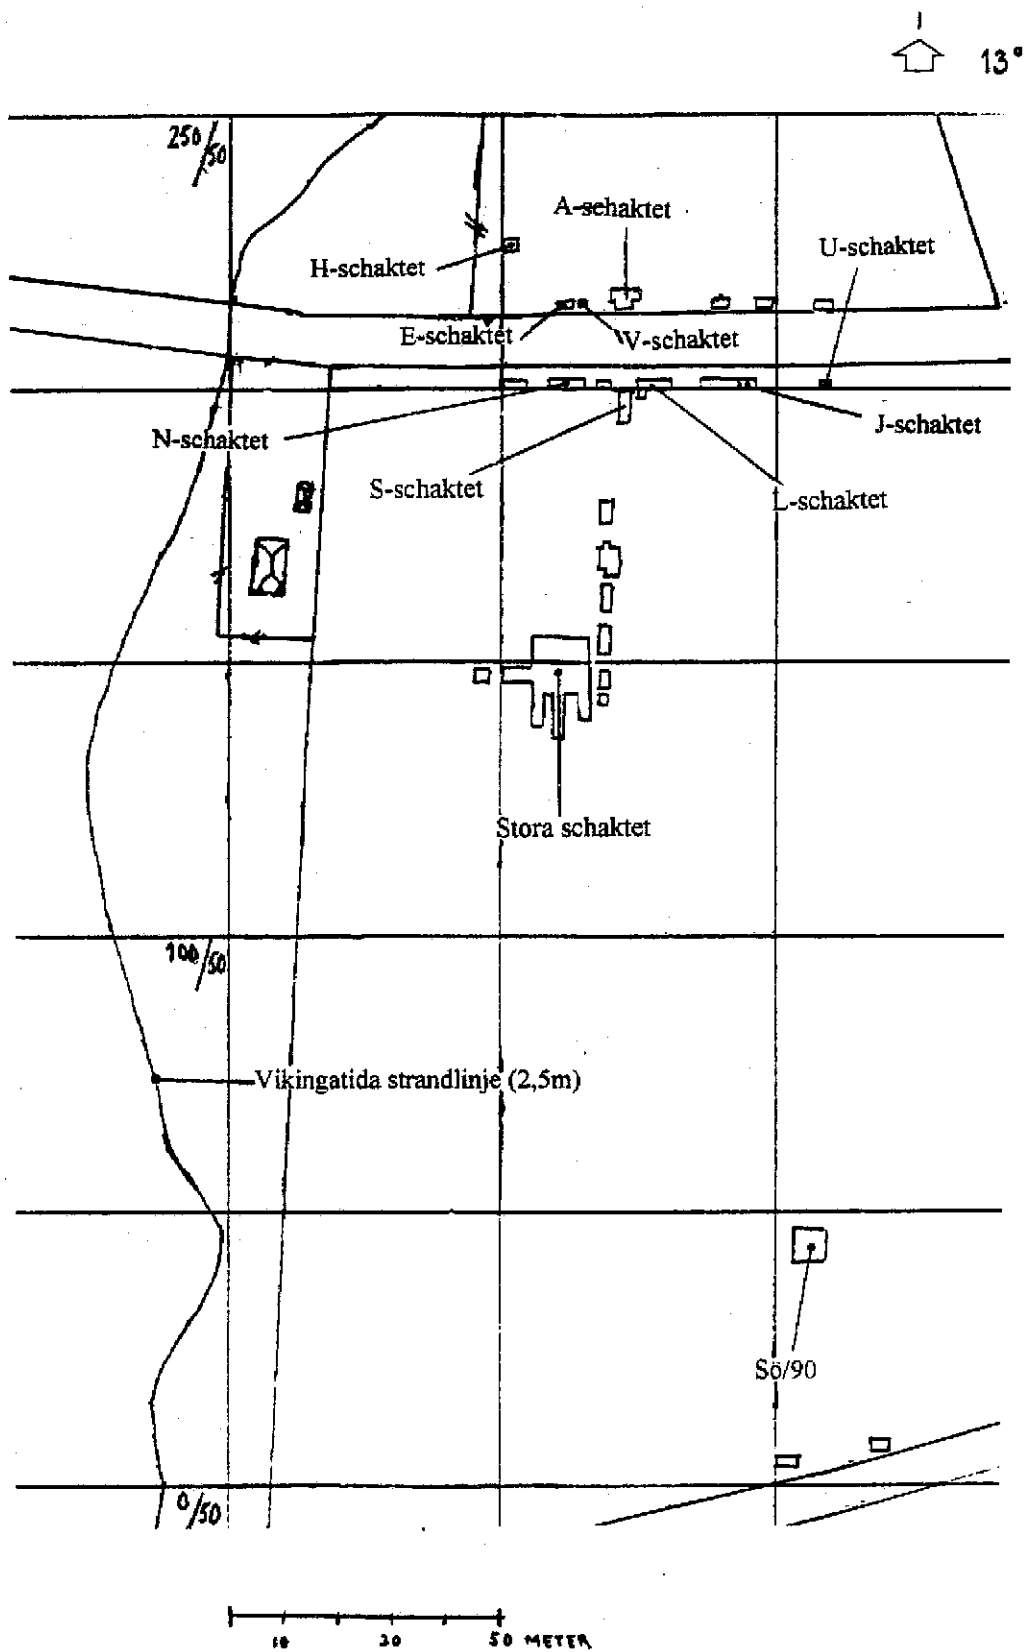 13°
250/50
A-schaktet
U-schaktet
H-schaktet
E-schaktet
V-schaktet
N-schaktet
J-schaktet
S-schaktet
L-schaktet
Stora schaktet
100/50
Vikingatida strandlinje (2,5m)
Sö/90
0/50
10 20 50 METER